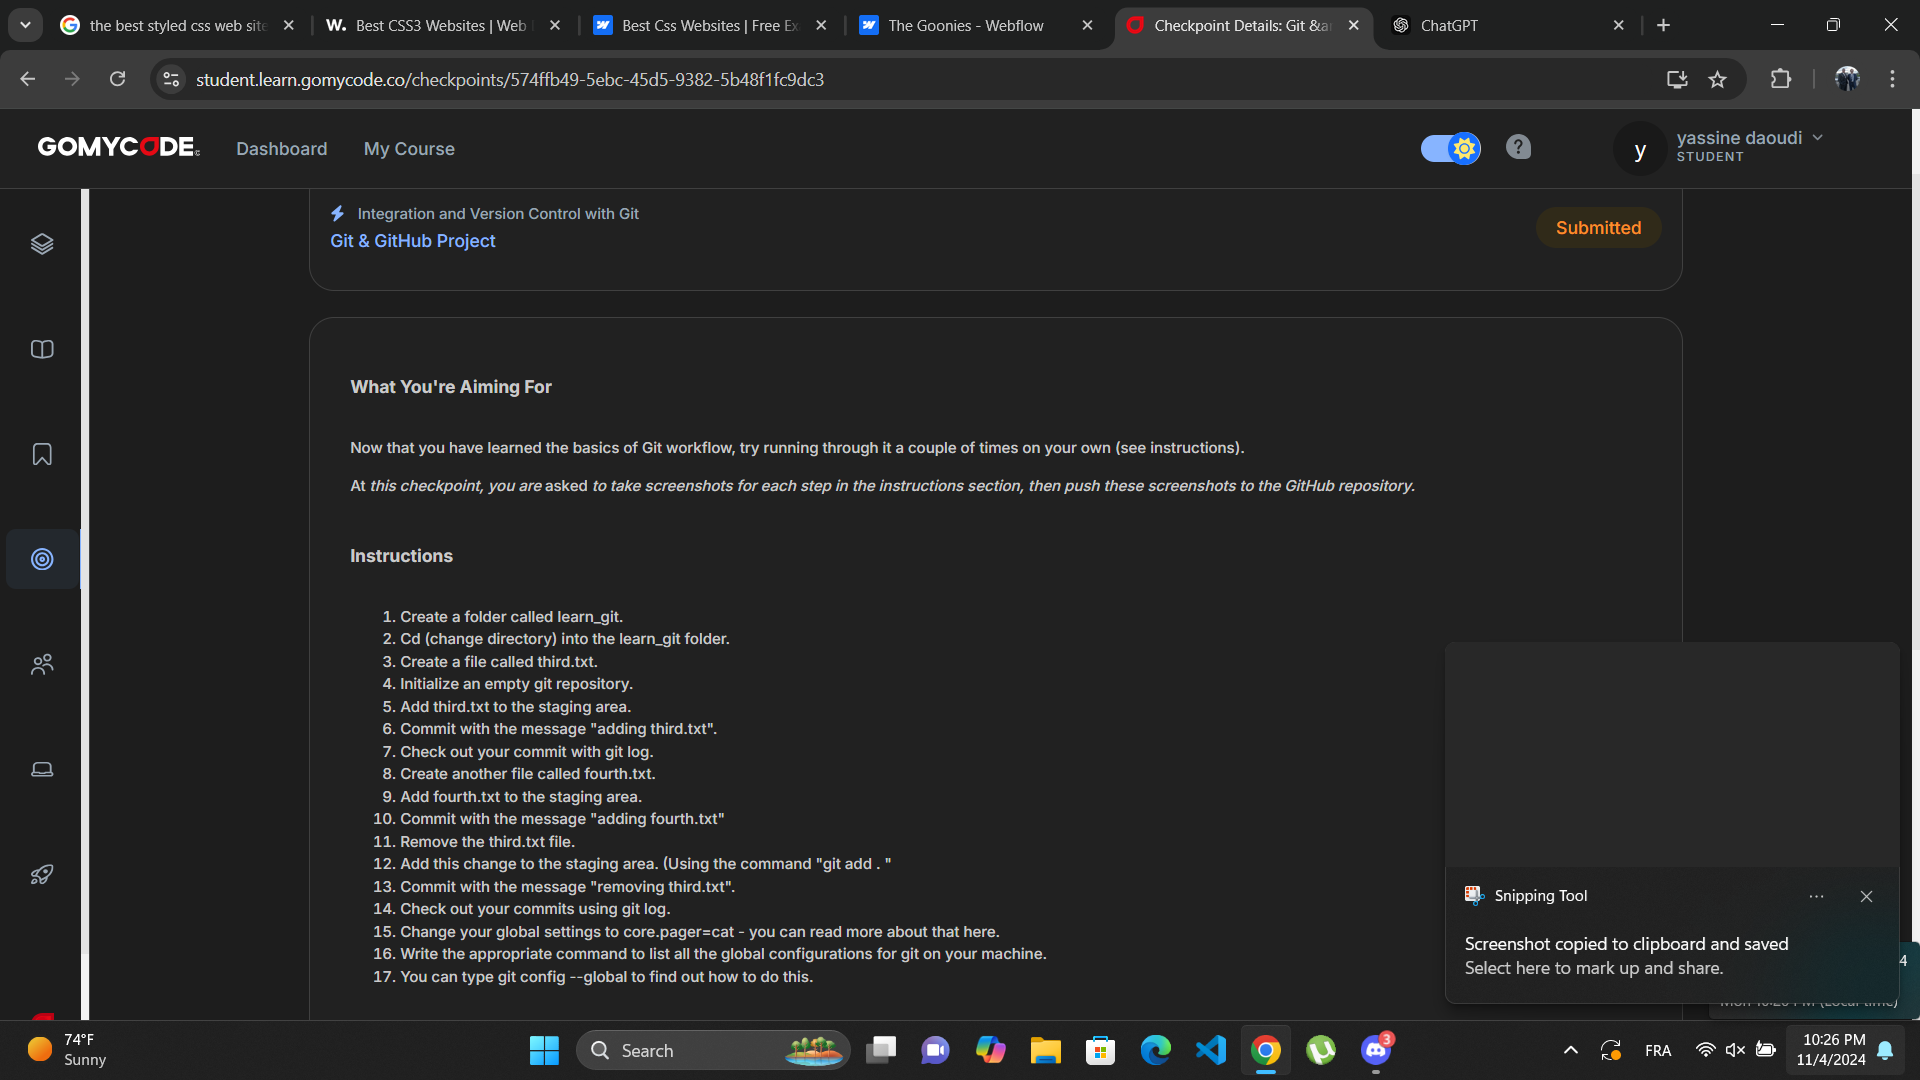 the best styled css web site
Best CSS3 Websites | Web
Best Css Websites | Free Ex
The Goonies - Webflow
Checkpoint Details: Git &a
ChatGPT
student.learn.gomycode.co/checkpoints/574ffb49-5ebc-45d5-9382-5b48f1fc9dc3
GOMYCODE
Dashboard
My Course
y
yassine daoudi
STUDENT
Integration and Version Control with Git
Git & GitHub Project
Submitted
What You're Aiming For
Now that you have learned the basics of Git workflow, try running through it a couple of times on your own (see instructions).
At this checkpoint, you are asked to take screenshots for each step in the instructions section, then push these screenshots to the GitHub repository.
Instructions
1. Create a folder called learn_git.
2. Cd (change directory) into the learn_git folder.
3. Create a file called third.txt.
4. Initialize an empty git repository.
5. Add third.txt to the staging area.
6. Commit with the message "adding third.txt".
7. Check out your commit with git log.
8. Create another file called fourth.txt.
9. Add fourth.txt to the staging area.
10. Commit with the message "adding fourth.txt"
11. Remove the third.txt file.
12. Add this change to the staging area. (Using the command "git add . "
13. Commit with the message "removing third.txt".
14. Check out your commits using git log.
15. Change your global settings to core.pager=cat - you can read more about that here.
16. Write the appropriate command to list all the global configurations for git on your machine.
17. You can type git config --global to find out how to do this.
Snipping Tool
Screenshot copied to clipboard and saved
Select here to mark up and share.
4
74°F
Sunny
Search
3
FRA
10:26 PM
11/4/2024